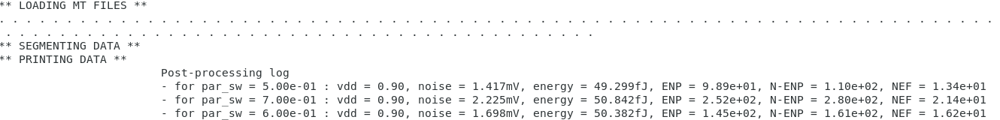 ** LOADING MT FILES **
. . . . . . . . . . . . . . . . . . . . . . . . . . . . . . . . . . . . . . . . . . . . . . . . . . . . . . . . . . . . . . . . . . . . . . . . . .
. . . . . . . . . . . . . . . . . . . . . . . . . . . . . . . . . . . . . . . . . . . .
** SEGMENTING DATA **
** PRINTING DATA **
Post-processing log
- for par_sw = 5.00e-01 : vdd = 0.90, noise = 1.417mV, energy = 49.299fJ, ENP = 9.89e+01, N-ENP = 1.10e+02, NEF = 1.34e+01
- for par_sw = 7.00e-01 : vdd = 0.90, noise = 2.225mV, energy = 50.842fJ, ENP = 2.52e+02, N-ENP = 2.80e+02, NEF = 2.14e+01
- for par_sw = 6.00e-01 : vdd = 0.90, noise = 1.698mV, energy = 50.382fJ, ENP = 1.45e+02, N-ENP = 1.61e+02, NEF = 1.62e+01